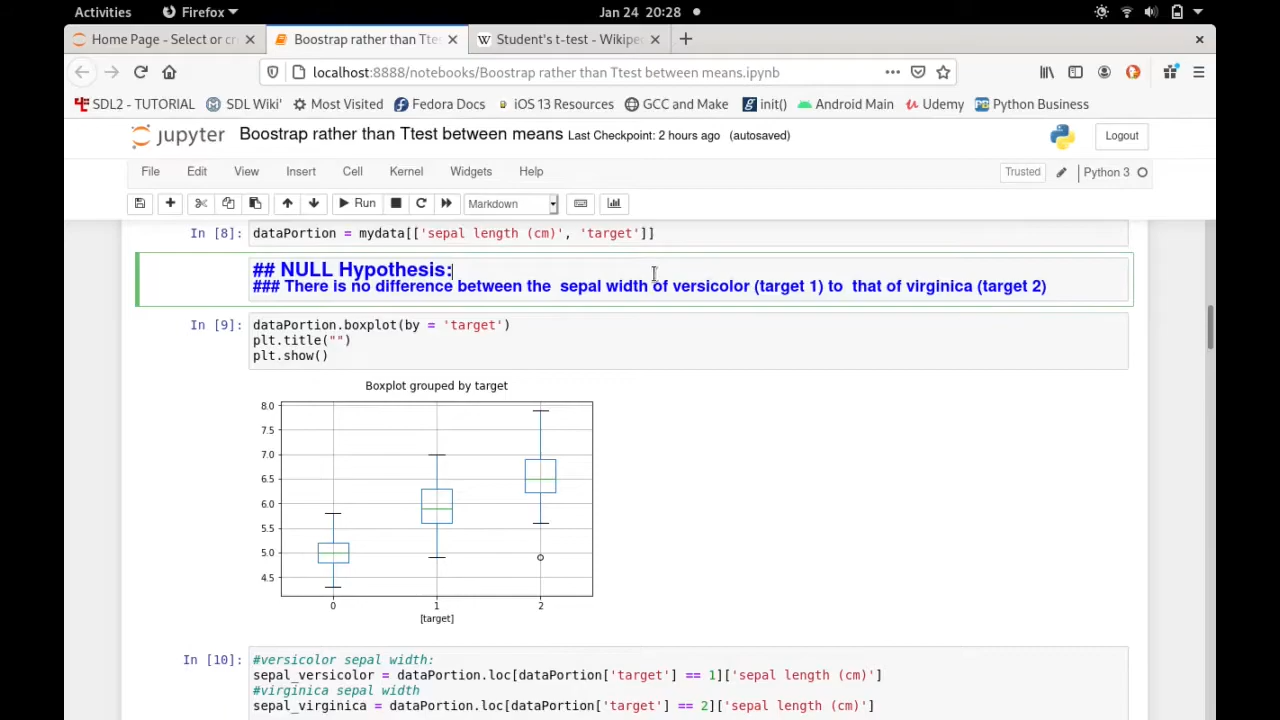 Activities Firefox Jan 24 20:28
Home Page - Select or cr Boostrap rather than Ttes Student's t-test - Wikiped
localhost:8888/notebooks/Boostrap rather than Ttest between means.ipynb
SDL2 - TUTORIAL SDL Wiki' Most Visited Fedora Docs iOS 13 Resources GCC and Make init() Android Main Udemy Python Business
jupyter Boostrap rather than Ttest between means Last Checkpoint: 2 hours ago (autosaved) Logout
File Edit View Insert Cell Kernel Widgets Help Trusted Python 3
Run Markdown
In [8]: dataPortion = mydata[['sepal length (cm)', 'target']]
## NULL Hypothesis:
### There is no difference between the sepal width of versicolor (target 1) to that of virginica (target 2)
In [9]: dataPortion.boxplot(by = 'target')
plt.title("")
plt.show()
Boxplot grouped by target
8.0
7.5
7.0
6.5
6.0
5.5
5.0
4.5
0 1 2
[target]
In [10]: #versicolor sepal width:
sepal_versicolor = dataPortion.loc[dataPortion['target'] == 1]['sepal length (cm)']
#virginica sepal width
sepal_virginica = dataPortion.loc[dataPortion['target'] == 2]['sepal length (cm)']